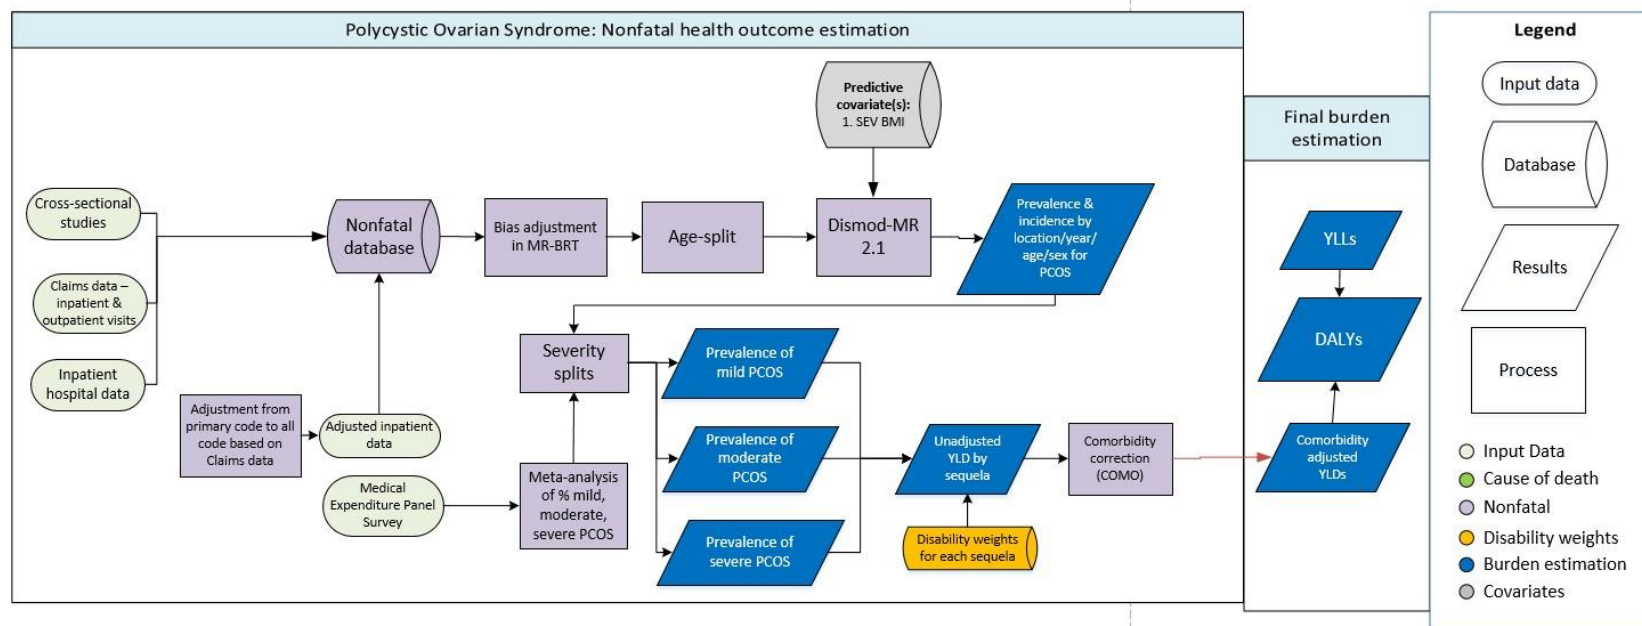 Polycystic Ovarian Syndrome: Nonfatal health outcome estimation
Predictive
covariate(s):
1. SEV BMI
Cross-sectional
studies
Claims data –
inpatient &
outpatient visits
Inpatient
hospital data
Nonfatal
database
Bias adjustment
in MR-BRT
Age-split
Dismod-MR
2.1
Prevalence &
incidence by
location/year/
age/sex for
PCOS
Adjustment from
primary code to all
code based on
Claims data
Adjusted inpatient
data
Medical
Expenditure Panel
Survey
Severity
splits
Meta-analysis
of % mild,
moderate,
severe PCOS
Prevalence of
mild PCOS
Prevalence of
moderate
PCOS
Prevalence of
severe PCOS
Unadjusted
YLD by
sequela
Disability weights
for each sequela
Comorbidity
correction
(COMO)
Final burden
estimation
YLLs
DALYs
Comorbidity
adjusted
YLDs
Legend
Input data
Database
Results
Process
Input Data
Cause of death
Nonfatal
Disability weights
Burden estimation
Covariates